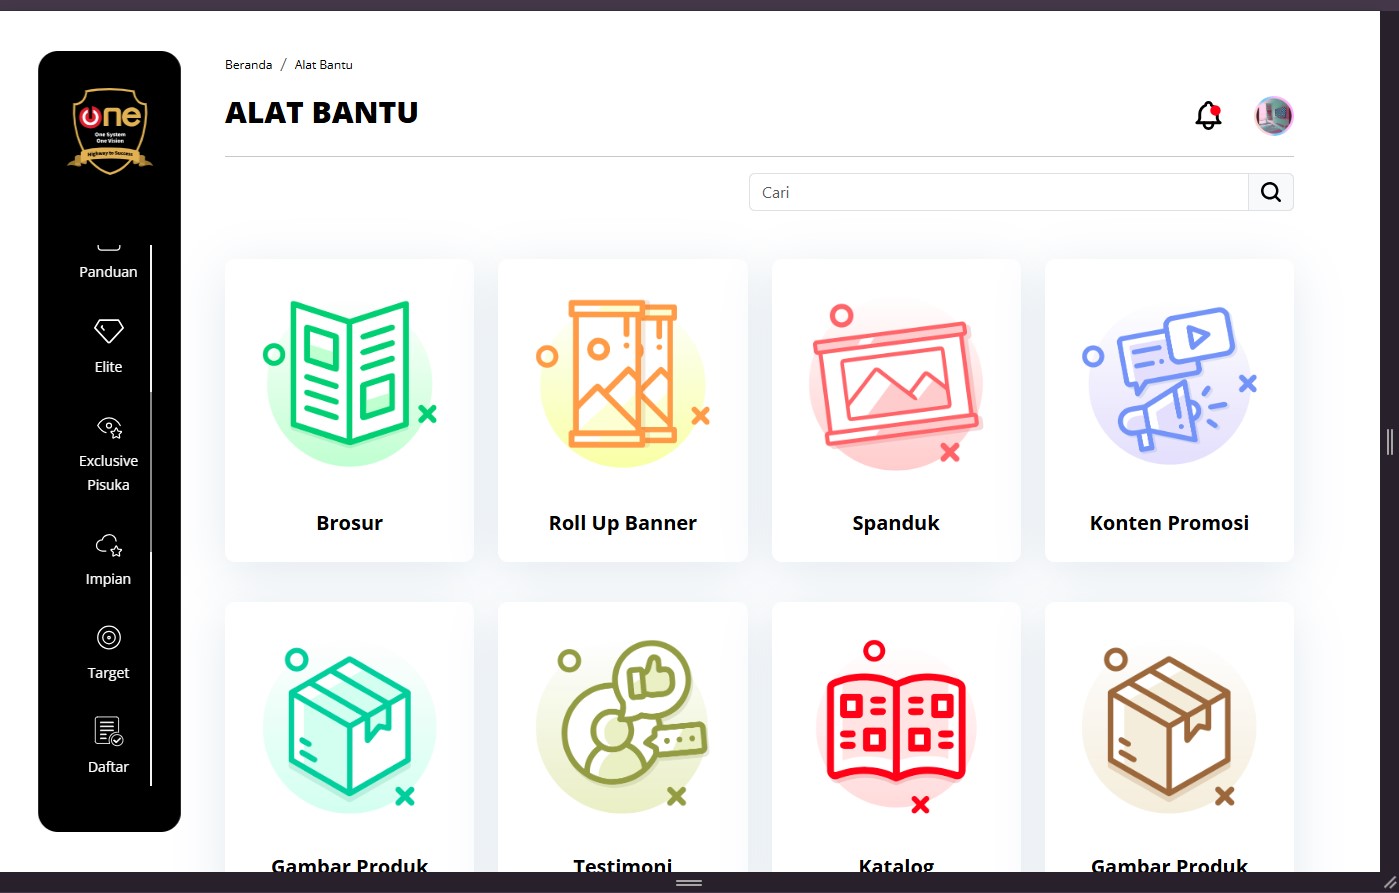 Beranda / Alat Bantu
ALAT BANTU
one
One System
One Vision
Highway to Success
Cari
Panduan
Elite
Exclusive
Pisuka
Impian
Target
Daftar
Brosur
Roll Up Banner
Spanduk
Konten Promosi
Gambar Produk
Testimoni
Katalog
Gambar Produk